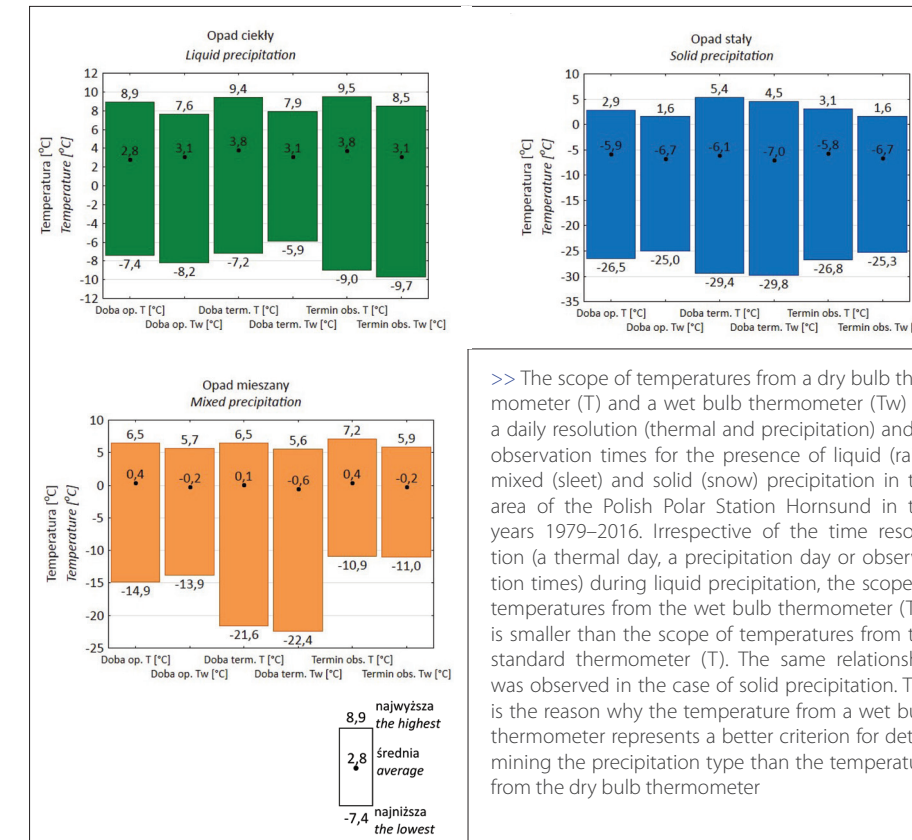 Opad ciekły
Liquid precipitation
Temperatura [°C]
Temperature [°C]
12
10
8
6
4
2
0
-2
-4
-6
-8
-10
-12
8,9
7,6
9,4
7,9
9,5
8,5
2,8
3,1
3,8
3,1
3,8
3,1
-7,4
-8,2
-7,2
-5,9
-9,0
-9,7
Doba op. T [°C] Doba term. T [°C] Termin obs. T [°C]
Doba op. Tw [°C] Doba term. Tw [°C] Termin obs. Tw [°C]
Opad stały
Solid precipitation
Temperatura [°C]
Temperature [°C]
10
5
0
-5
-10
-15
-20
-25
-30
-35
2,9
1,6
5,4
4,5
3,1
1,6
-5,9
-6,7
-6,1
-7,0
-5,8
-6,7
-26,5
-25,0
-29,4
-29,8
-26,8
-25,3
Doba op. T [°C] Doba term. T [°C] Termin obs. T [°C]
Doba op. Tw [°C] Doba term. Tw [°C] Termin obs. Tw
Opad mieszany
Mixed precipitation
Temperatura [°C]
Temperature [°C]
10
5
0
-5
-10
-15
-20
-25
6,5
5,7
6,5
5,6
7,2
5,9
0,4
-0,2
0,1
-0,6
0,4
-0,2
-14,9
-13,9
-21,6
-22,4
-10,9
-11,0
Doba op. T [°C] Doba term. T [°C] Termin obs. T [°C]
Doba op. Tw [°C] Doba term. Tw [°C] Termin obs. Tw [°C]
8,9 najwyższa
the highest
2,8 średnia
average
-7,4 najniższa
the lowest
>> The scope of temperatures from a dry bulb
mometer (T) and a wet bulb thermometer (Tw)
a daily resolution (thermal and precipitation) and
observation times for the presence of liquid
mixed (sleet) and solid (snow) precipitation in
area of the Polish Polar Station Hornsund in
years 1979–2016. Irrespective of the time
tion (a thermal day, a precipitation day or
tion times) during liquid precipitation, the scope
temperatures from the wet bulb thermometer
is smaller than the scope of temperatures from
standard thermometer (T). The same
was observed in the case of solid precipitation.
is the reason why the temperature from a wet
thermometer represents a better criterion for
mining the precipitation type than the
from the dry bulb thermometer